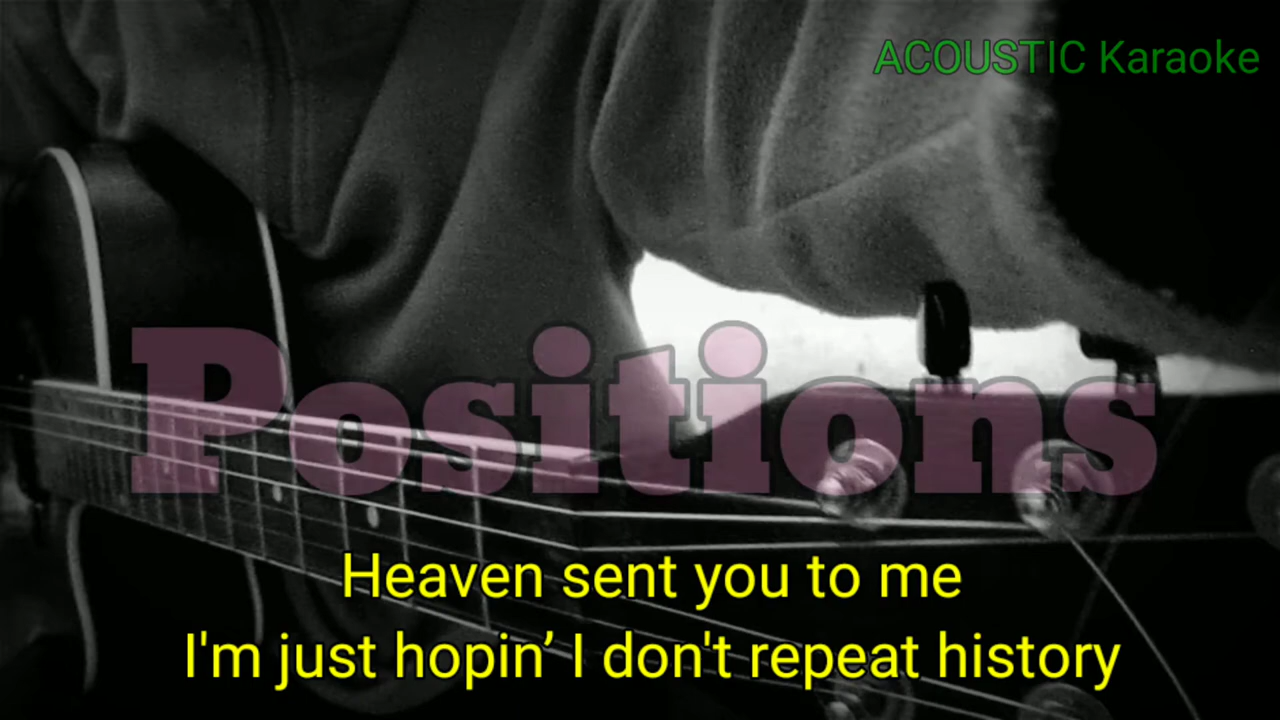 ACOUSTIC Karaoke
Positions
Heaven sent you to me
I'm just hopin’ I don't repeat history